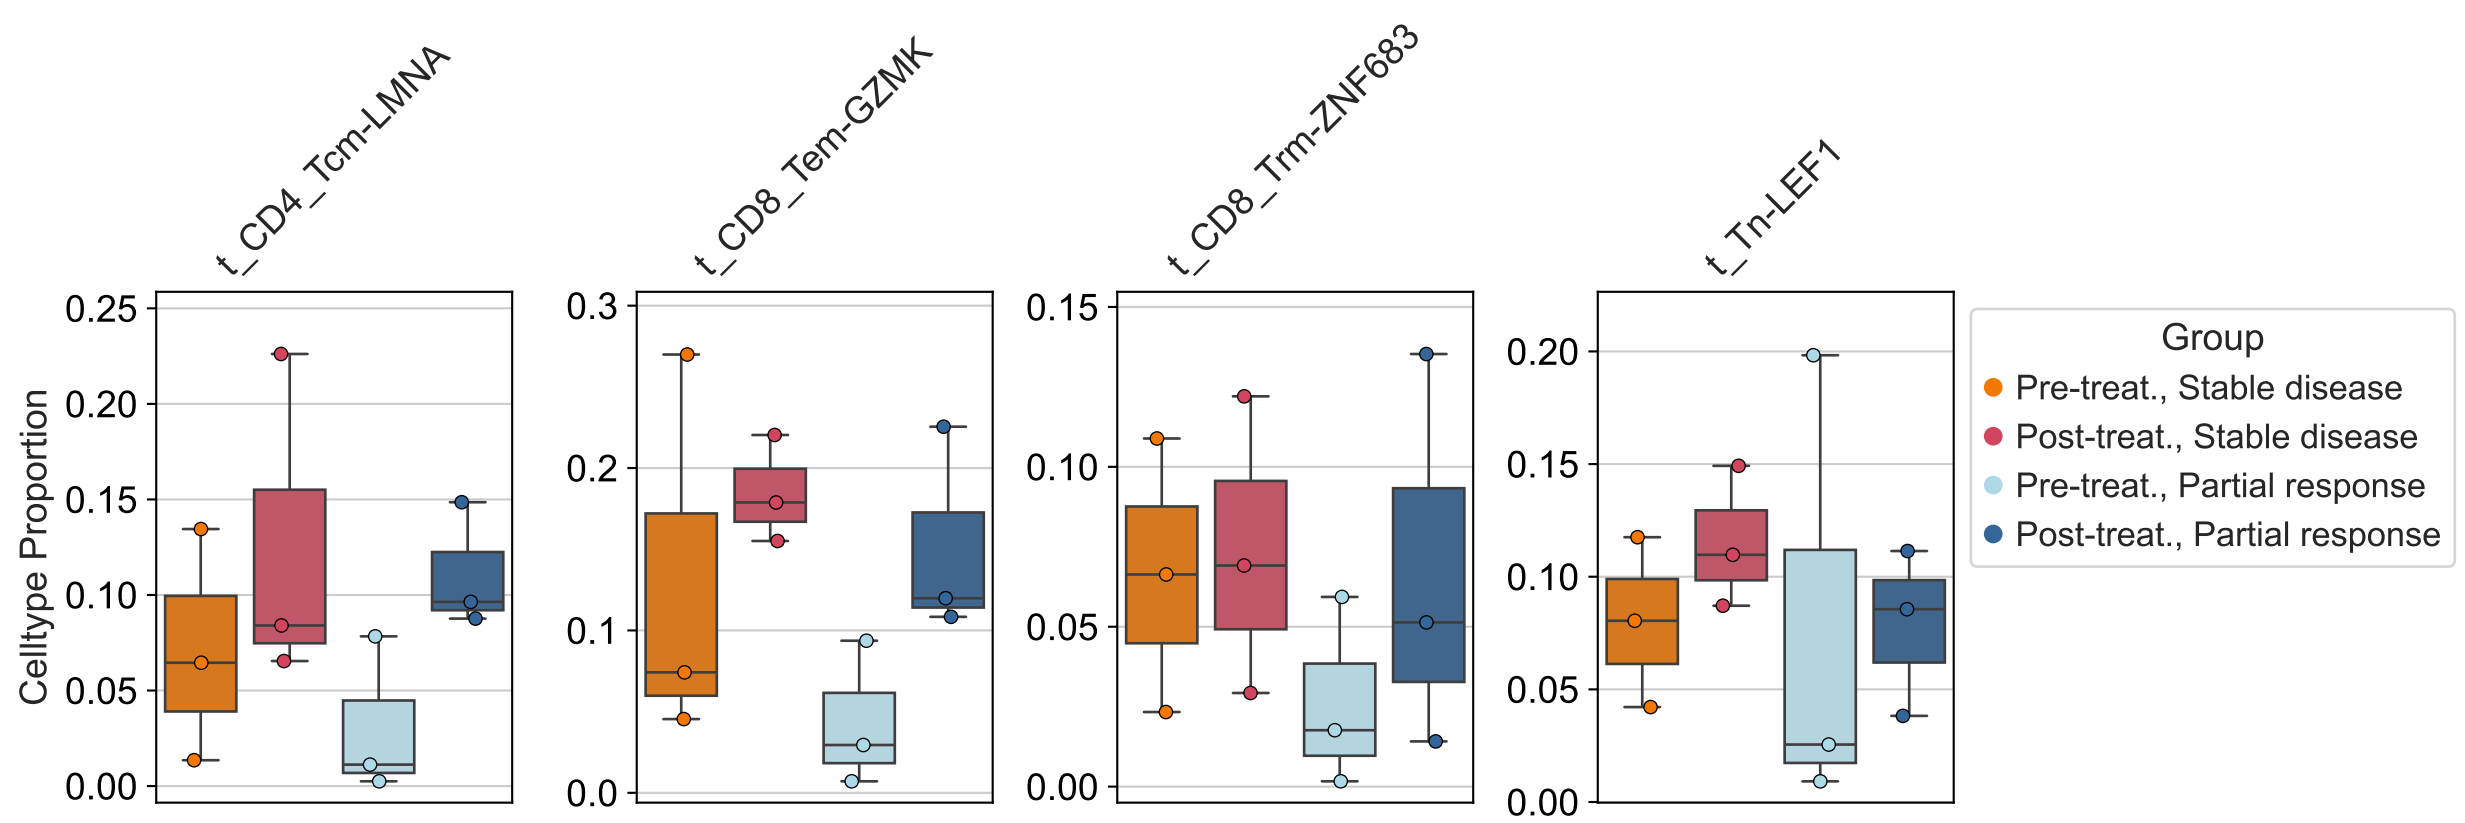 t_CD4_Tcm-LMNA
t_CD8_Tem-GZMK
t_CD8_Trm-ZNF683
t_Tn-LEF1
Celltype Proportion
0.25
0.20
0.15
0.10
0.05
0.00
0.3
0.2
0.1
0.0
0.15
0.10
0.05
0.00
0.20
0.15
0.10
0.05
0.00
Group
Pre-treat., Stable disease
Post-treat., Stable disease
Pre-treat., Partial response
Post-treat., Partial response